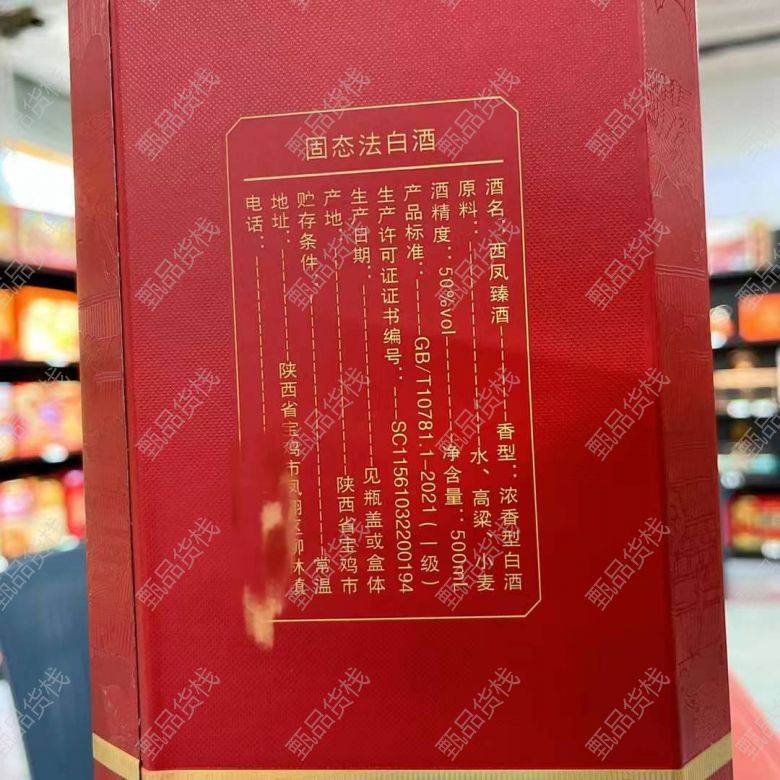 固态法白酒
酒名：西凤臻酒 香型：浓香型白酒
原料： 水、高粱、小麦
酒精度：50%vol 净含量：500mL
产品标准： GB/T10781.1-2021(一级)
生产许可证证书编号： SC11561032200194
生产日期： 见瓶盖或盒体
产地： 陕西省宝鸡市
贮存条件： 常温
地址： 陕西省宝鸡市凤翔区柳林镇
电话：
甄品货栈